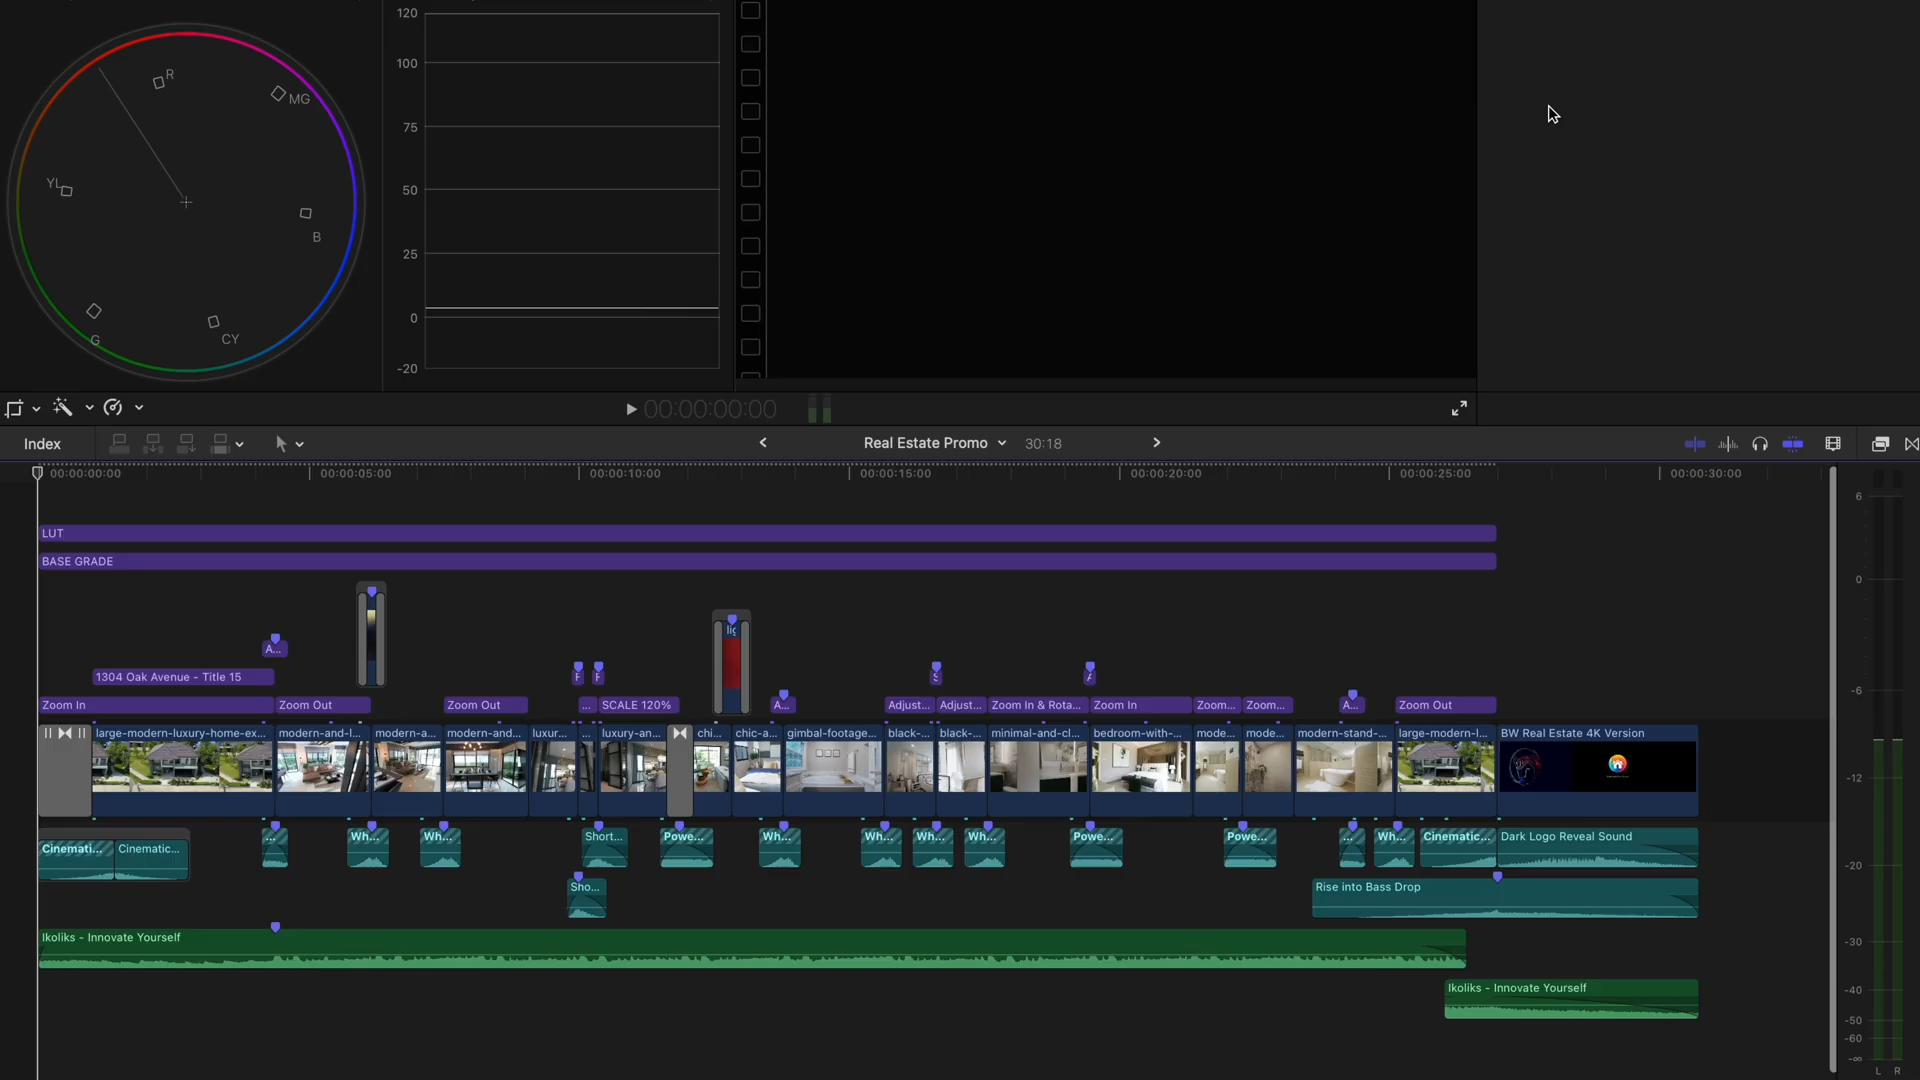 120
100
75
50
25
0
-20
R
MG
YL
B
G
CY
00:00:00:00
Index
Real Estate Promo
30:18
00:00:00:00
00:00:05:00
00:00:10:00
00:00:15:00
00:00:20:00
00:00:25:00
00:00:30:00
LUT
BASE GRADE
A...
1304 Oak Avenue - Title 15
Zoom In
Zoom Out
Zoom Out
...
SCALE 120%
A...
Adjust...
Adjust...
Zoom In & Rota...
Zoom In
Zoom...
Zoom...
A...
Zoom Out
large-modern-luxury-home-ex...
modern-and-l...
modern-a...
modern-and...
luxur...
...
luxury-an...
chi...
chic-a...
gimbal-footage...
black-...
black-...
minimal-and-cl...
bedroom-with-...
mode...
mode...
modern-stand-...
large-modern-l...
BW Real Estate 4K Version
Cinemati...
Cinematic...
...
Wh...
Wh...
Short...
Powe...
Wh...
Wh...
Wh...
Wh...
Powe...
Powe...
...
Wh...
Cinematic...
Dark Logo Reveal Sound
Sho...
Rise into Bass Drop
Ikoliks - Innovate Yourself
Ikoliks - Innovate Yourself
6
0
-6
-12
-20
-30
-40
-50
-60
-∞
L R